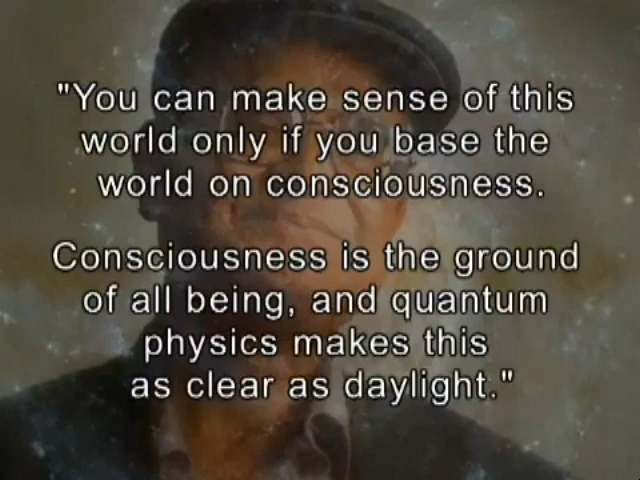 "You can make sense of this
world only if you base the
world on consciousness.
Consciousness is the ground
of all being, and quantum
physics makes this
as clear as daylight."